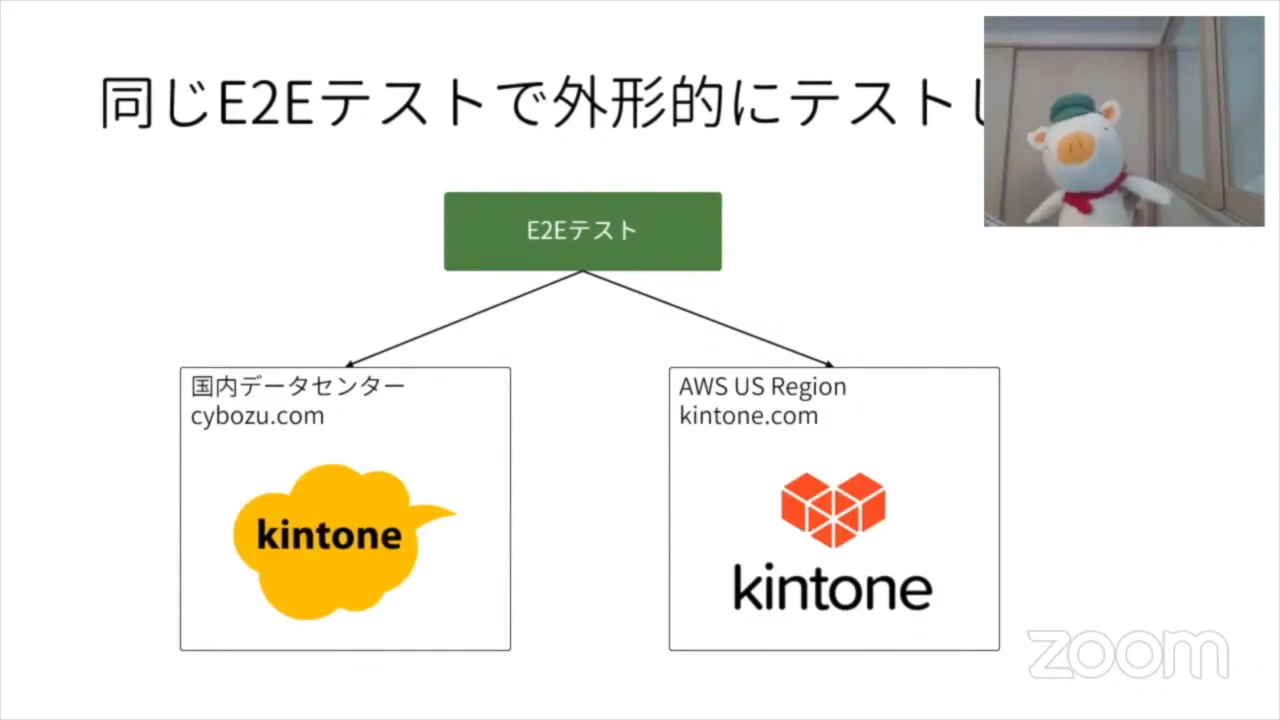 同じE2Eテストで外形的にテストし
E2Eテスト
国内データセンター
cybozu.com
kintone
AWS US Region
kintone.com
kintone
zoom